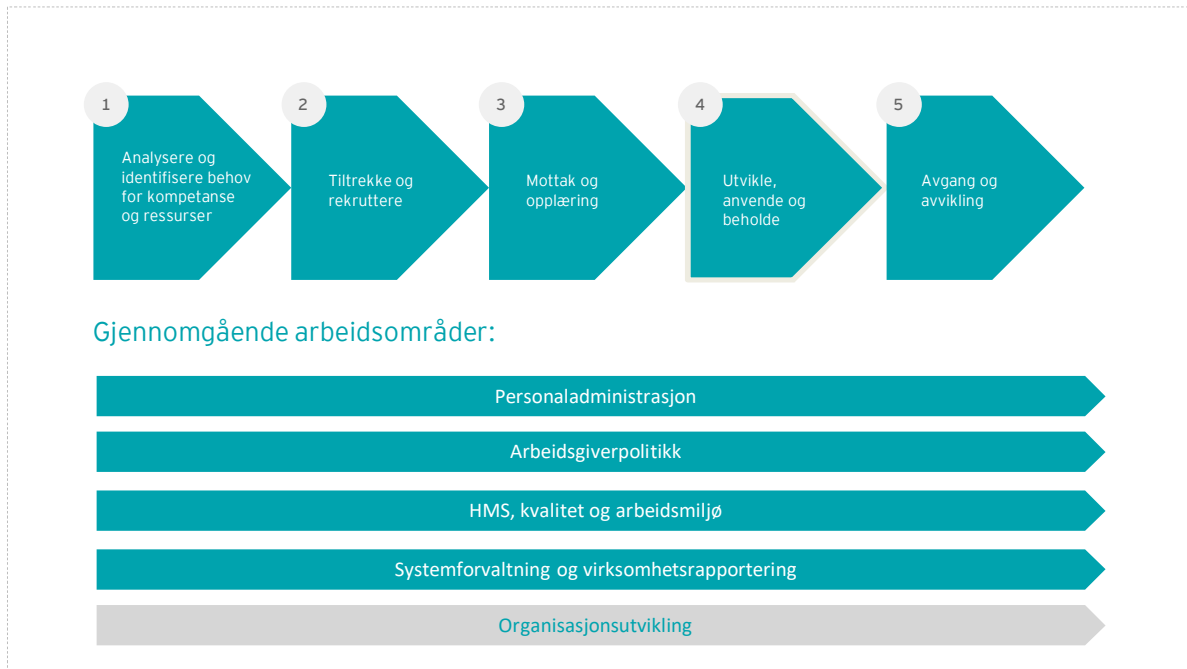 1
Analysere og
identifisere behov
for kompetanse
og ressurser
2
Tiltrekke og
rekruttere
3
Mottak og
opplæring
4
Utvikle,
anvende og
beholde
5
Avgang og
avvikling
Gjennomgående arbeidsområder:
Personaladministrasjon
Arbeidsgiverpolitikk
HMS, kvalitet og arbeidsmiljø
Systemforvaltning og virksomhetsrapportering
Organisasjonsutvikling